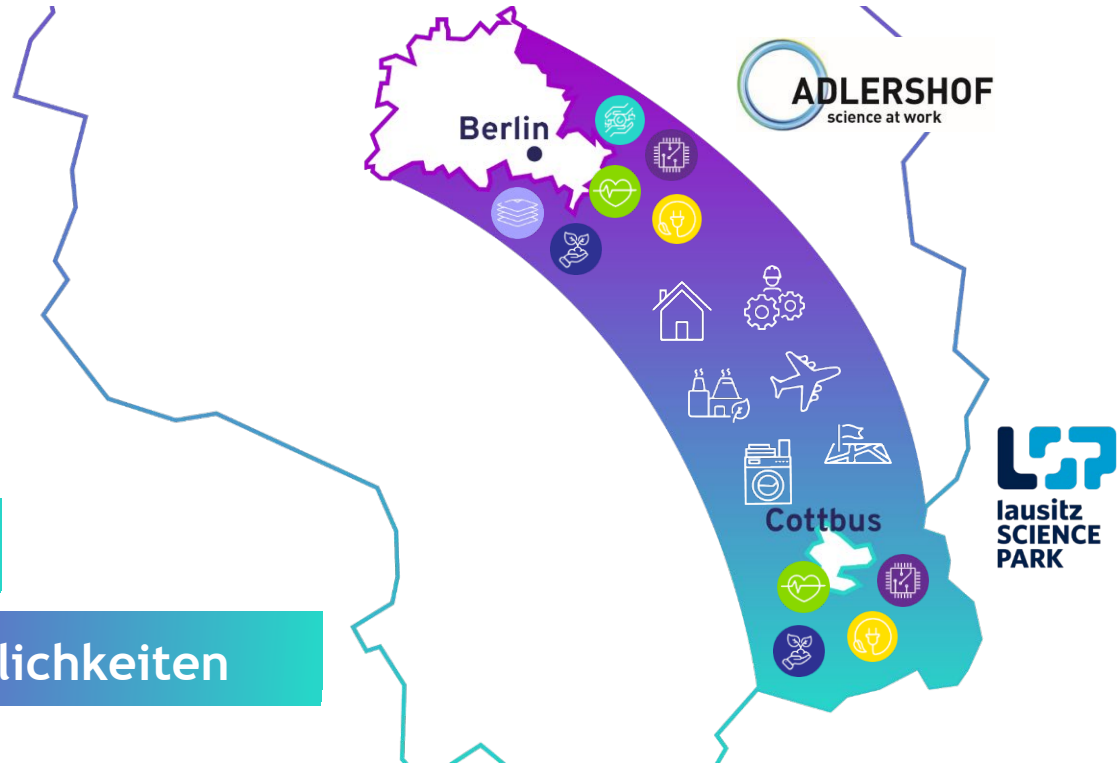 ADLERSHOF
science at work
Berlin
lausitz
SCIENCE
PARK
Cottbus
lichkeiten